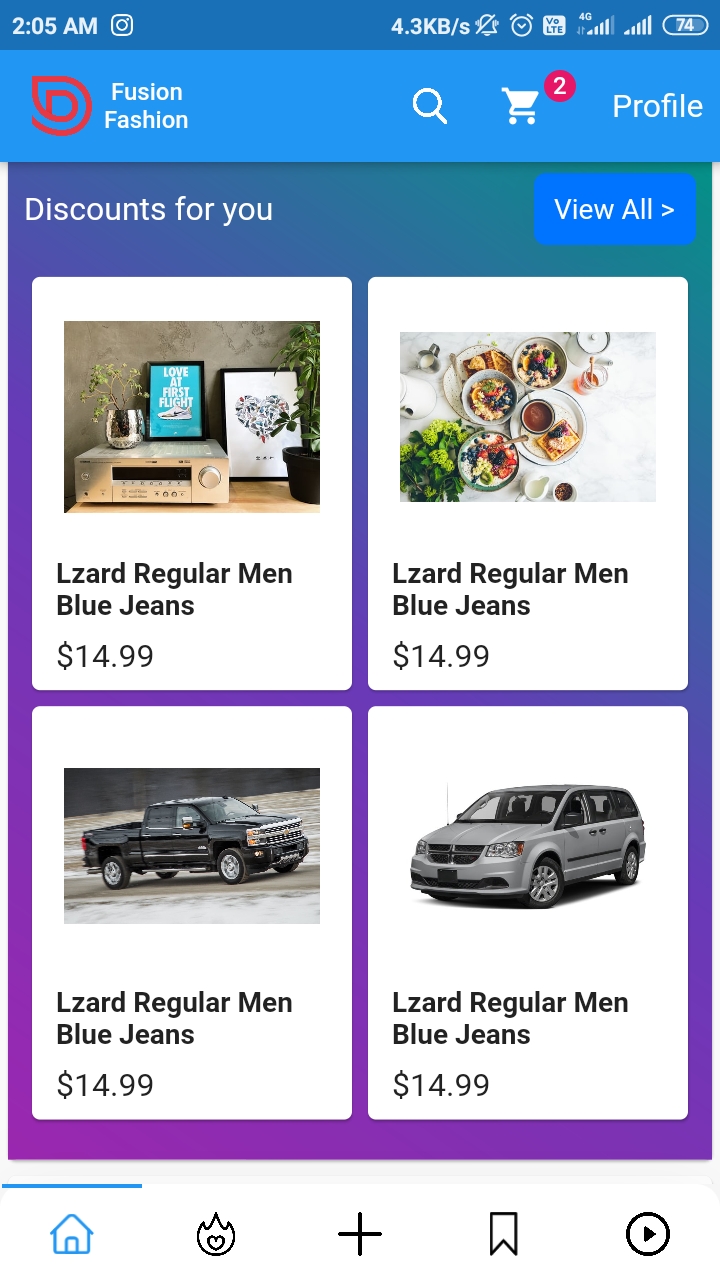 2:05 AM
4.3KB/s
Vo LTE
4G
74
Fusion
Fashion
2
Profile
Discounts for you
View All >
LOVE
AT
FIRST
FLIGHT
Lzard Regular Men
Blue Jeans
$14.99
Lzard Regular Men
Blue Jeans
$14.99
Lzard Regular Men
Blue Jeans
$14.99
Lzard Regular Men
Blue Jeans
$14.99